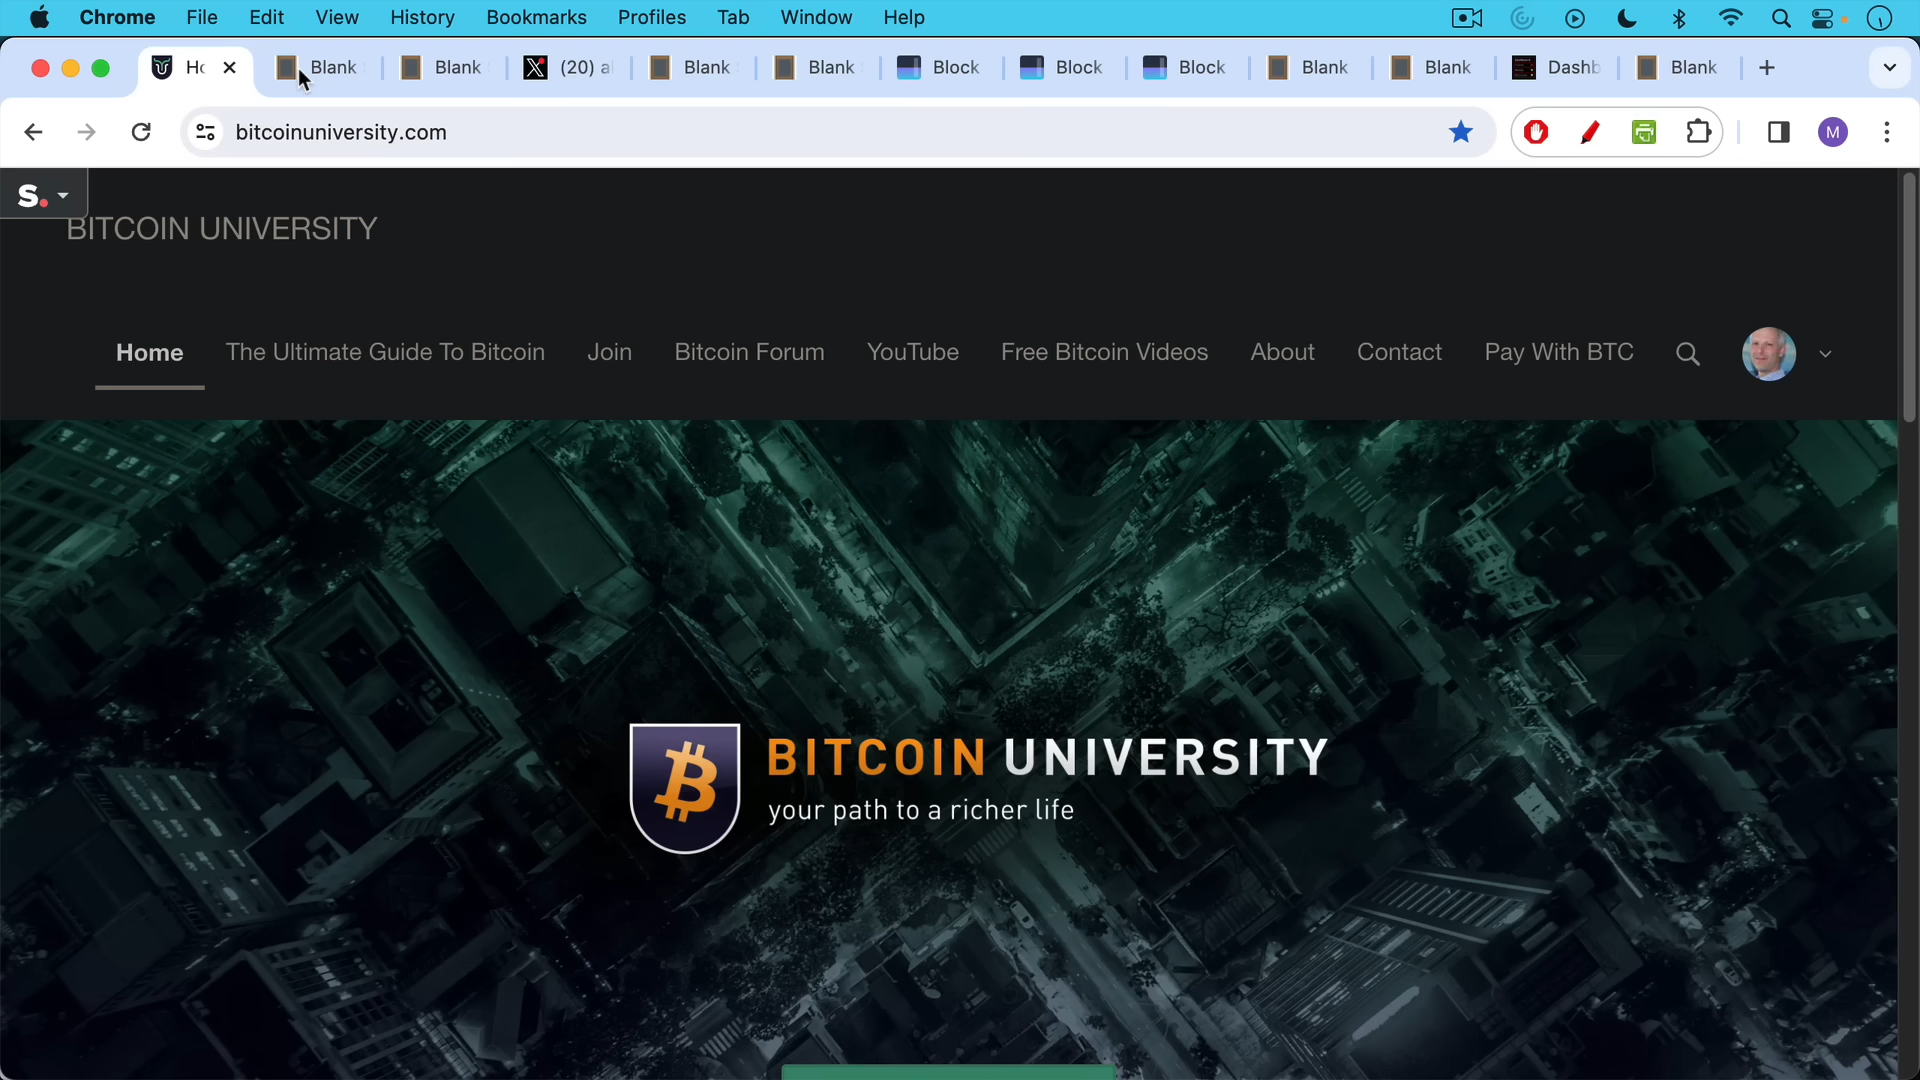 Chrome File Edit View History Bookmarks Profiles Tab Window Help
Ho Blank Blank (20) a Blank Blank Block Block Block Blank Blank Dashb Blank
bitcoinuniversity.com
M
S.
BITCOIN UNIVERSITY
Home The Ultimate Guide To Bitcoin Join Bitcoin Forum YouTube Free Bitcoin Videos About Contact Pay With BTC
BITCOIN UNIVERSITY
your path to a richer life